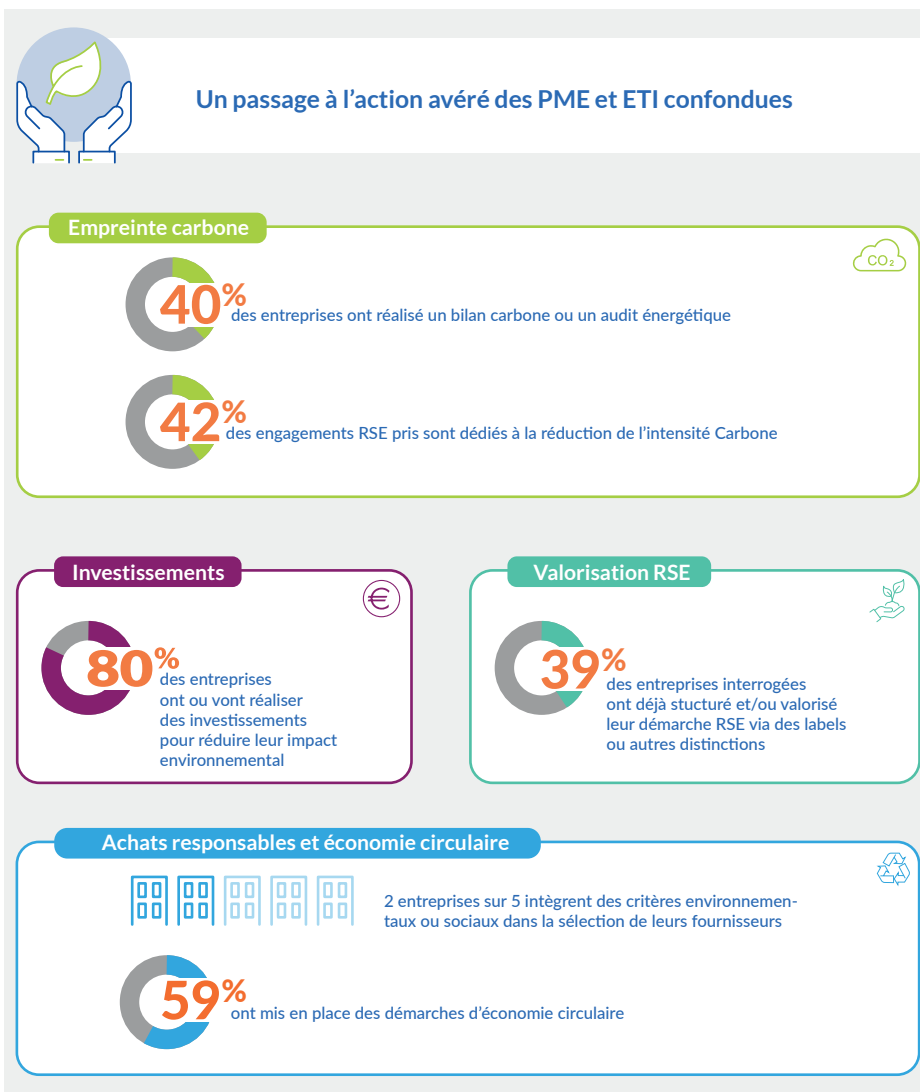 Un passage à l’action avéré des PME et ETI confondues
Empreinte carbone
CO₂
40%
des entreprises ont réalisé un bilan carbone ou un audit énergétique
42%
des engagements RSE pris sont dédiés à la réduction de l’intensité Carbone
Investissements
€
80%
des entreprises
ont ou vont réaliser
des investissements
pour réduire leur impact
environnemental
Valorisation RSE
39%
des entreprises interrogées
ont déjà stucturé et/ou valorisé
leur démarche RSE via des labels
ou autres distinctions
Achats responsables et économie circulaire
2 entreprises sur 5 intègrent des critères environnemen-
taux ou sociaux dans la sélection de leurs fournisseurs
59%
ont mis en place des démarches d’économie circulaire